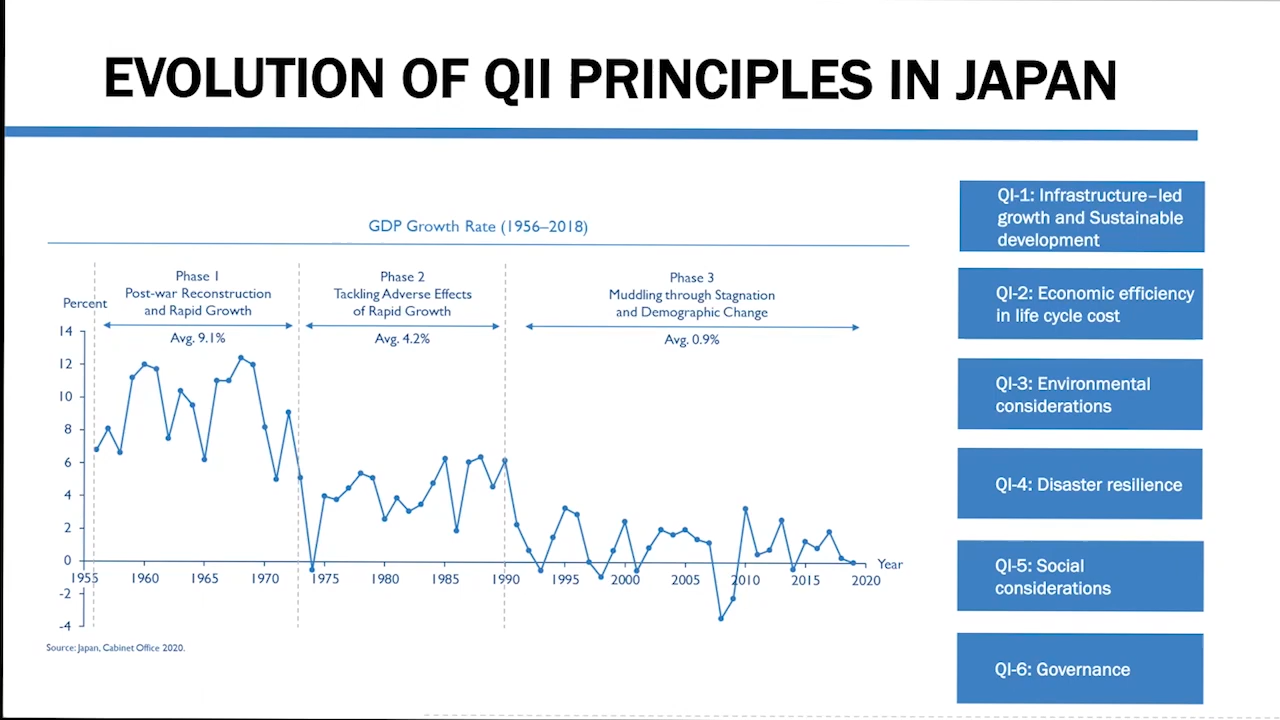 EVOLUTION OF QII PRINCIPLES IN JAPAN
GDP Growth Rate (1956–2018)
Phase 1
Post-war Reconstruction
and Rapid Growth
Avg. 9.1%
Phase 2
Tackling Adverse Effects
of Rapid Growth
Avg. 4.2%
Phase 3
Muddling through Stagnation
and Demographic Change
Avg. 0.9%
Percent
14
12
10
8
6
4
2
0
-2
-4
1955 1960 1965 1970 1975 1980 1985 1990 1995 2000 2005 2010 2015 2020
Year
Source: Japan, Cabinet Office 2020.
QI-1: Infrastructure–led
growth and Sustainable
development
QI-2: Economic efficiency
in life cycle cost
QI-3: Environmental
considerations
QI-4: Disaster resilience
QI-5: Social
considerations
QI-6: Governance